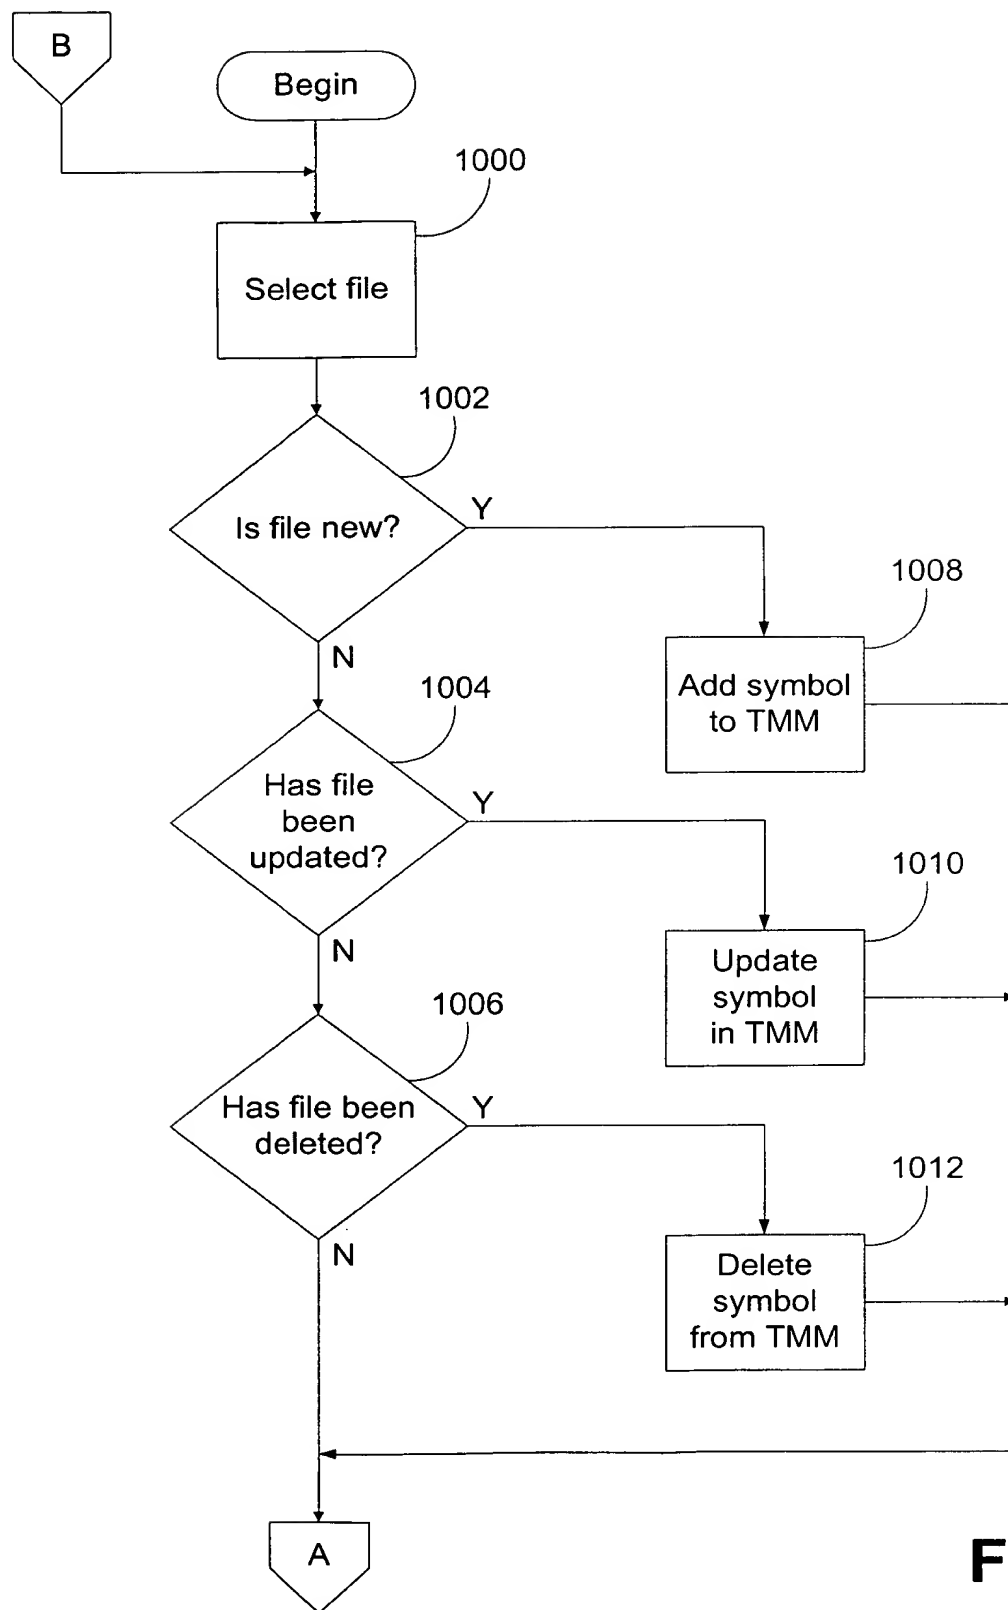 B
Begin
1000
Select file
1002
Is file new?
Y
N
1008
Add symbol
to TMM
1004
Has file
been
updated?
Y
N
1010
Update
symbol
in TMM
1006
Has file been
deleted?
Y
N
1012
Delete
symbol
from TMM
A
F